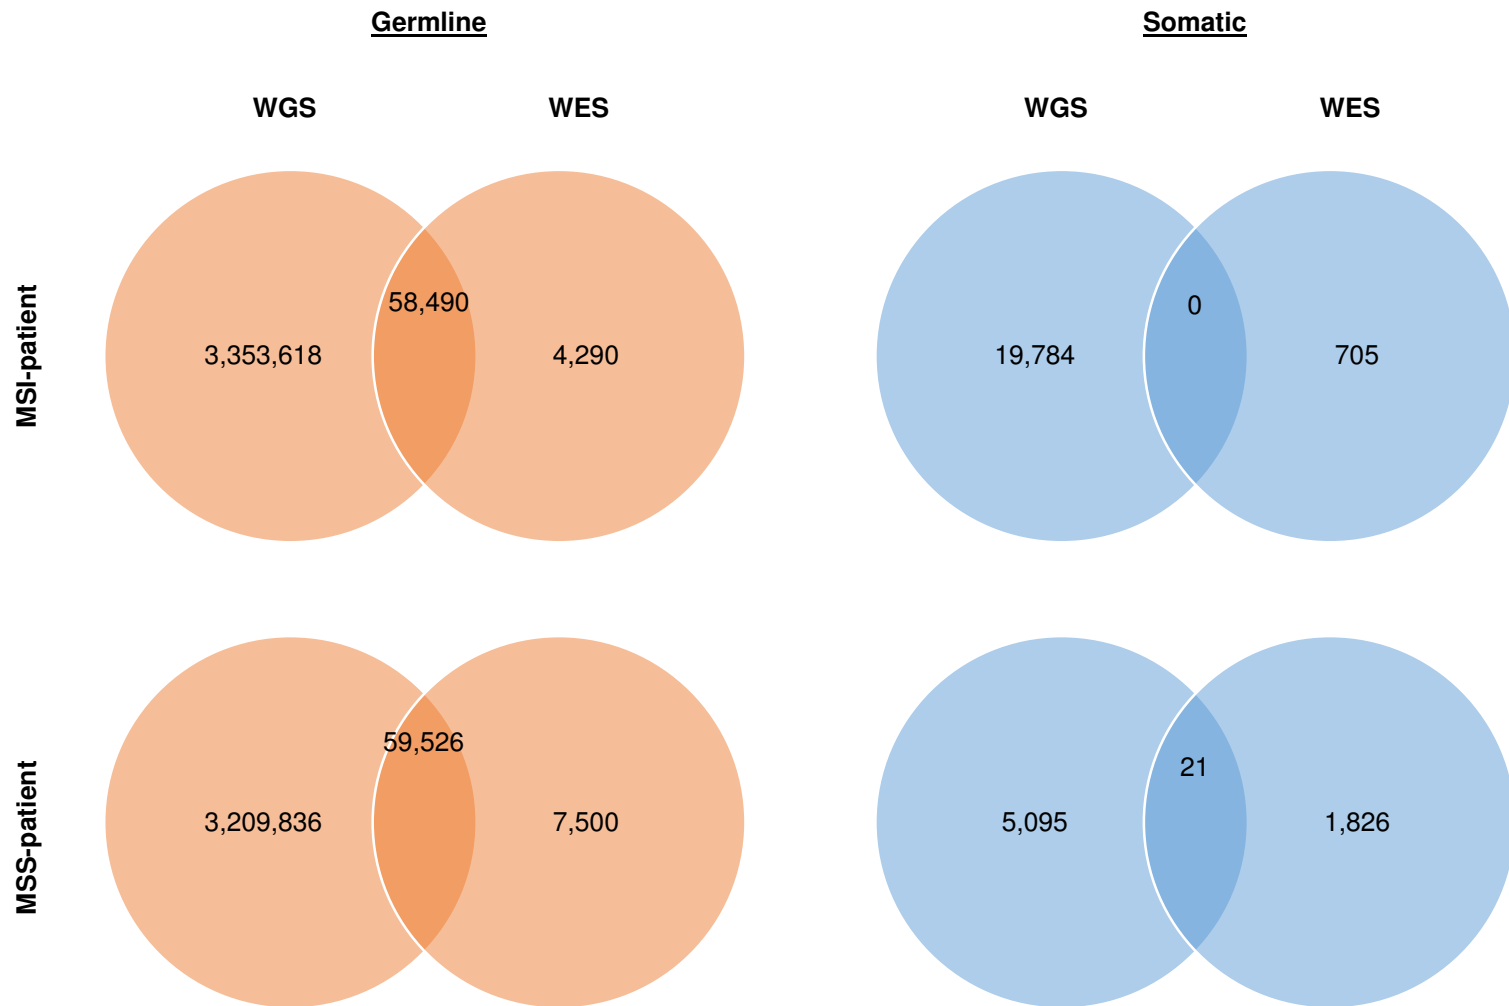 Germline
Somatic
WGS
WES
WGS
WES
MSI-patient
58,490
0
3,353,618
4,290
19,784
705
MSS-patient
59,526
21
3,209,836
7,500
5,095
1,826